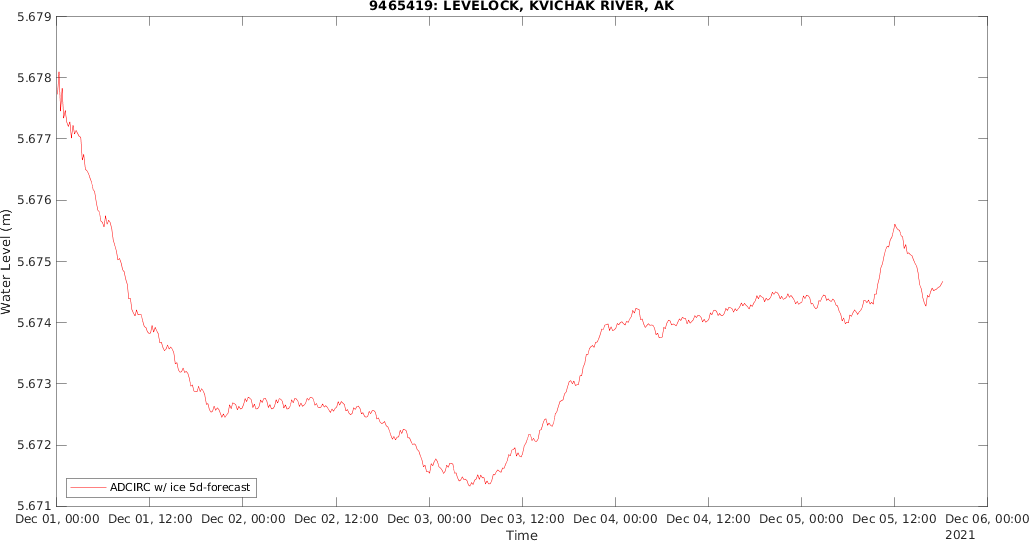 9465419: LEVELOCK, KVICHAK RIVER, AK
5.679
5.678
5.677
5.676
5.675
5.674
5.673
5.672
5.671
Water Level (m)
ADCIRC w/ ice 5d-forecast
Dec 01, 00:00 Dec 01, 12:00 Dec 02, 00:00 Dec 02, 12:00 Dec 03, 00:00 Dec 03, 12:00 Dec 04, 00:00 Dec 04, 12:00 Dec 05, 00:00 Dec 05, 12:00 Dec 06, 00:00
Time
2021